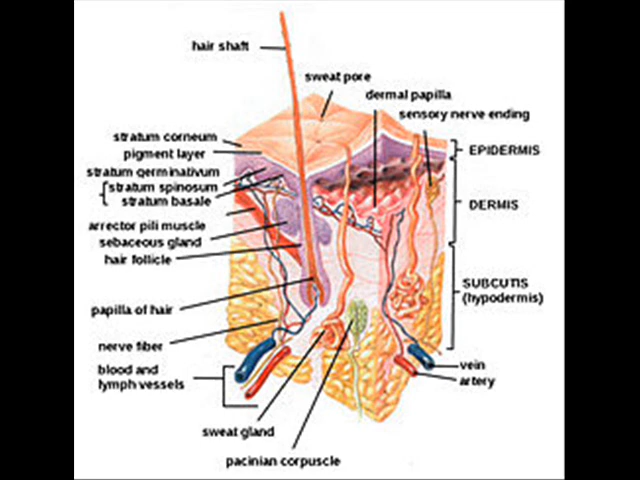 hair shaft
sweat pore
dermal papilla
sensory nerve ending
stratum corneum
pigment layer
stratum germinativum
stratum spinosum
stratum basale
arrector pili muscle
sebaceous gland
hair follicle
papilla of hair
nerve fiber
blood and
lymph vessels
sweat gland
pacinian corpuscle
EPIDERMIS
DERMIS
SUBCUTIS
(hypodermis)
vein
artery